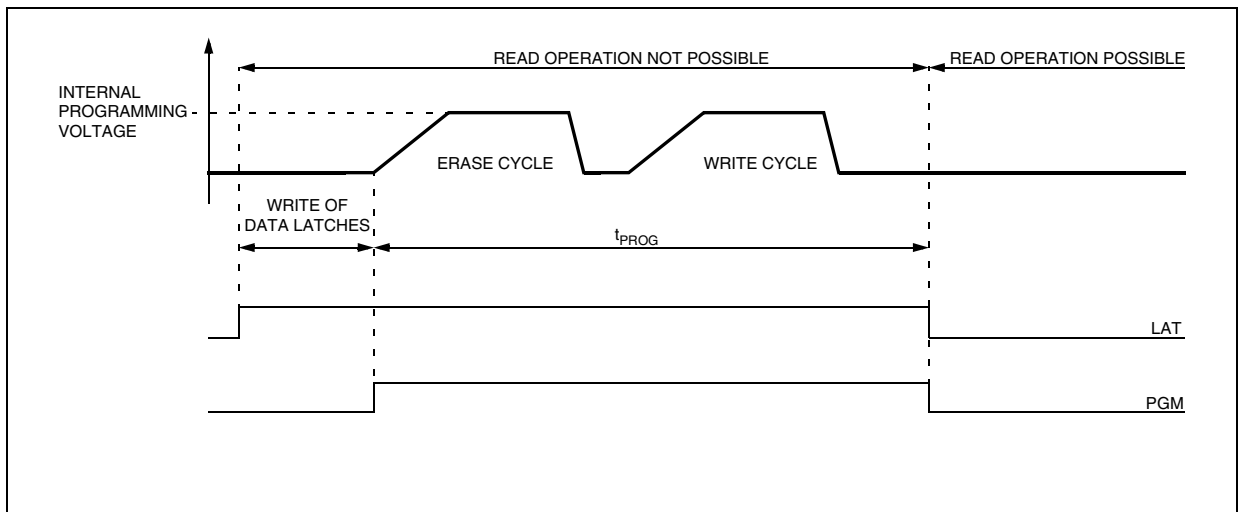 READ OPERATION NOT POSSIBLE
READ OPERATION POSSIBLE
INTERNAL
PROGRAMMING
VOLTAGE
ERASE CYCLE
WRITE CYCLE
WRITE OF
DATA LATCHES
tPROG
LAT
PGM